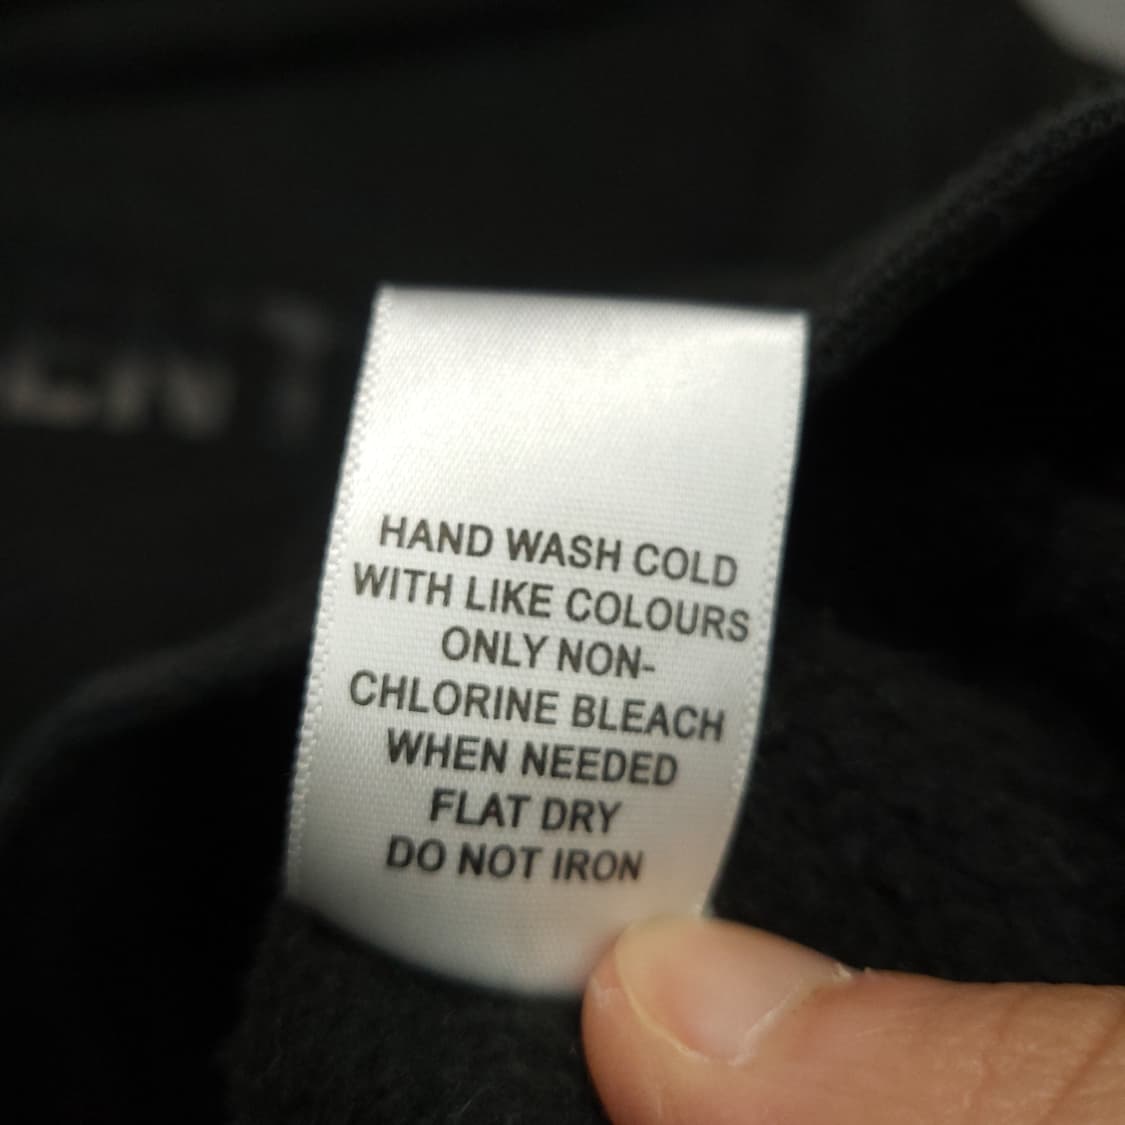 HAND WASH COLD
WITH LIKE COLOURS
ONLY NON-
CHLORINE BLEACH
WHEN NEEDED
FLAT DRY
DO NOT IRON